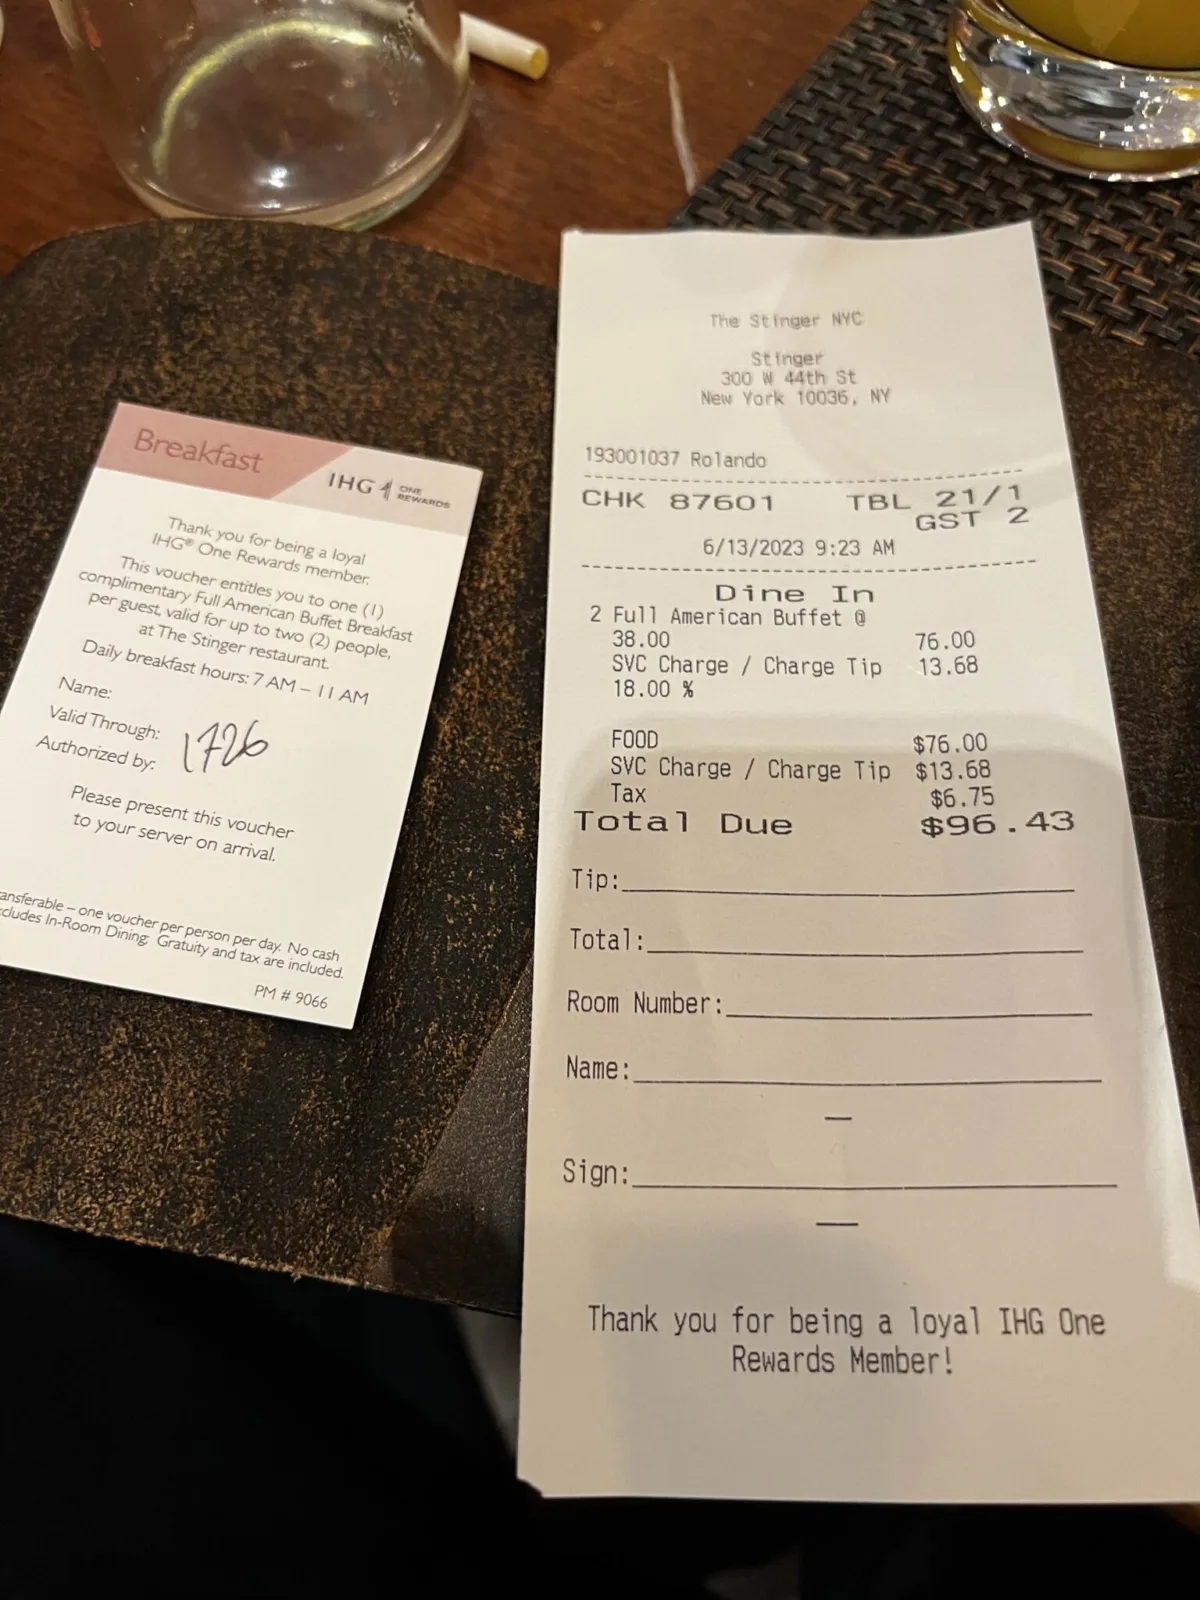 Breakfast
IHG ONE
REWARDS
Thank you for being a loyal
IHG® One Rewards member.
This voucher entitles you to one (1)
complimentary Full American Buffet Breakfast
per guest, valid for up to two (2) people,
at The Stinger restaurant.
Daily breakfast hours: 7 AM – 11 AM
Name:
Valid Through:
1726
Authorized by:
Please present this voucher
to your server on arrival.
ansferable – one voucher per person per day. No cash
cludes In-Room Dining. Gratuity and tax are included.
PM # 9066
The Stinger NYC
Stinger
300 W 44th St
New York 10036, NY
193001037 Rolando
CHK 87601 TBL 21/1
GST 2
6/13/2023 9:23 AM
Dine In
2 Full American Buffet @
38.00 76.00
SVC Charge / Charge Tip 13.68
18.00 %
FOOD $76.00
SVC Charge / Charge Tip $13.68
Tax $6.75
Total Due $96.43
Tip:
Total:
Room Number:
Name:
Sign:
Thank you for being a loyal IHG One
Rewards Member!